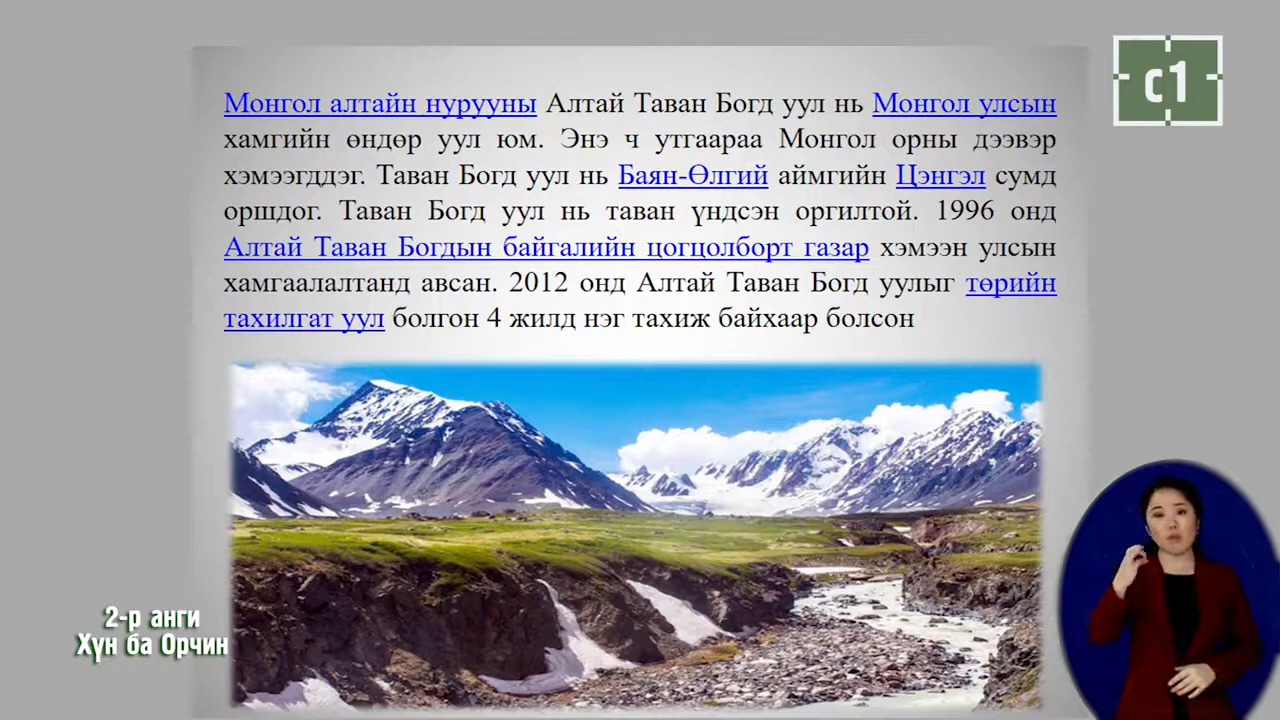 Монгол алтайн нурууны Алтай Таван Богд уул нь Монгол улсын
хамгийн өндөр уул юм. Энэ ч утгаараа Монгол орны дээвэр
хэмээгддэг. Таван Богд уул нь Баян-Өлгий аймгийн Цэнгэл сумд
оршдог. Таван Богд уул нь таван үндсэн оргилтой. 1996 онд
Алтай Таван Богдын байгалийн цогцолборт газар хэмээн улсын
хамгаалалтанд авсан. 2012 онд Алтай Таван Богд уулыг төрийн
тахилгат уул болгон 4 жилд нэг тахиж байхаар болсон
c1
2-р анги
Хүн ба Орчин